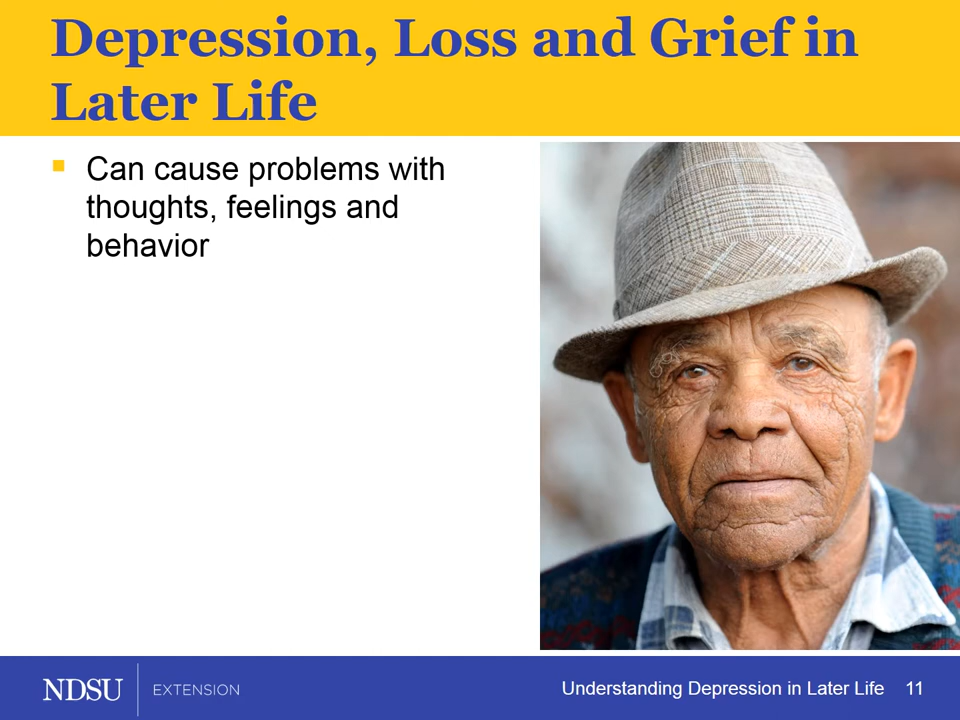 Depression, Loss and Grief in
Later Life
Can cause problems with
thoughts, feelings and
behavior
NDSU EXTENSION
Understanding Depression in Later Life 11